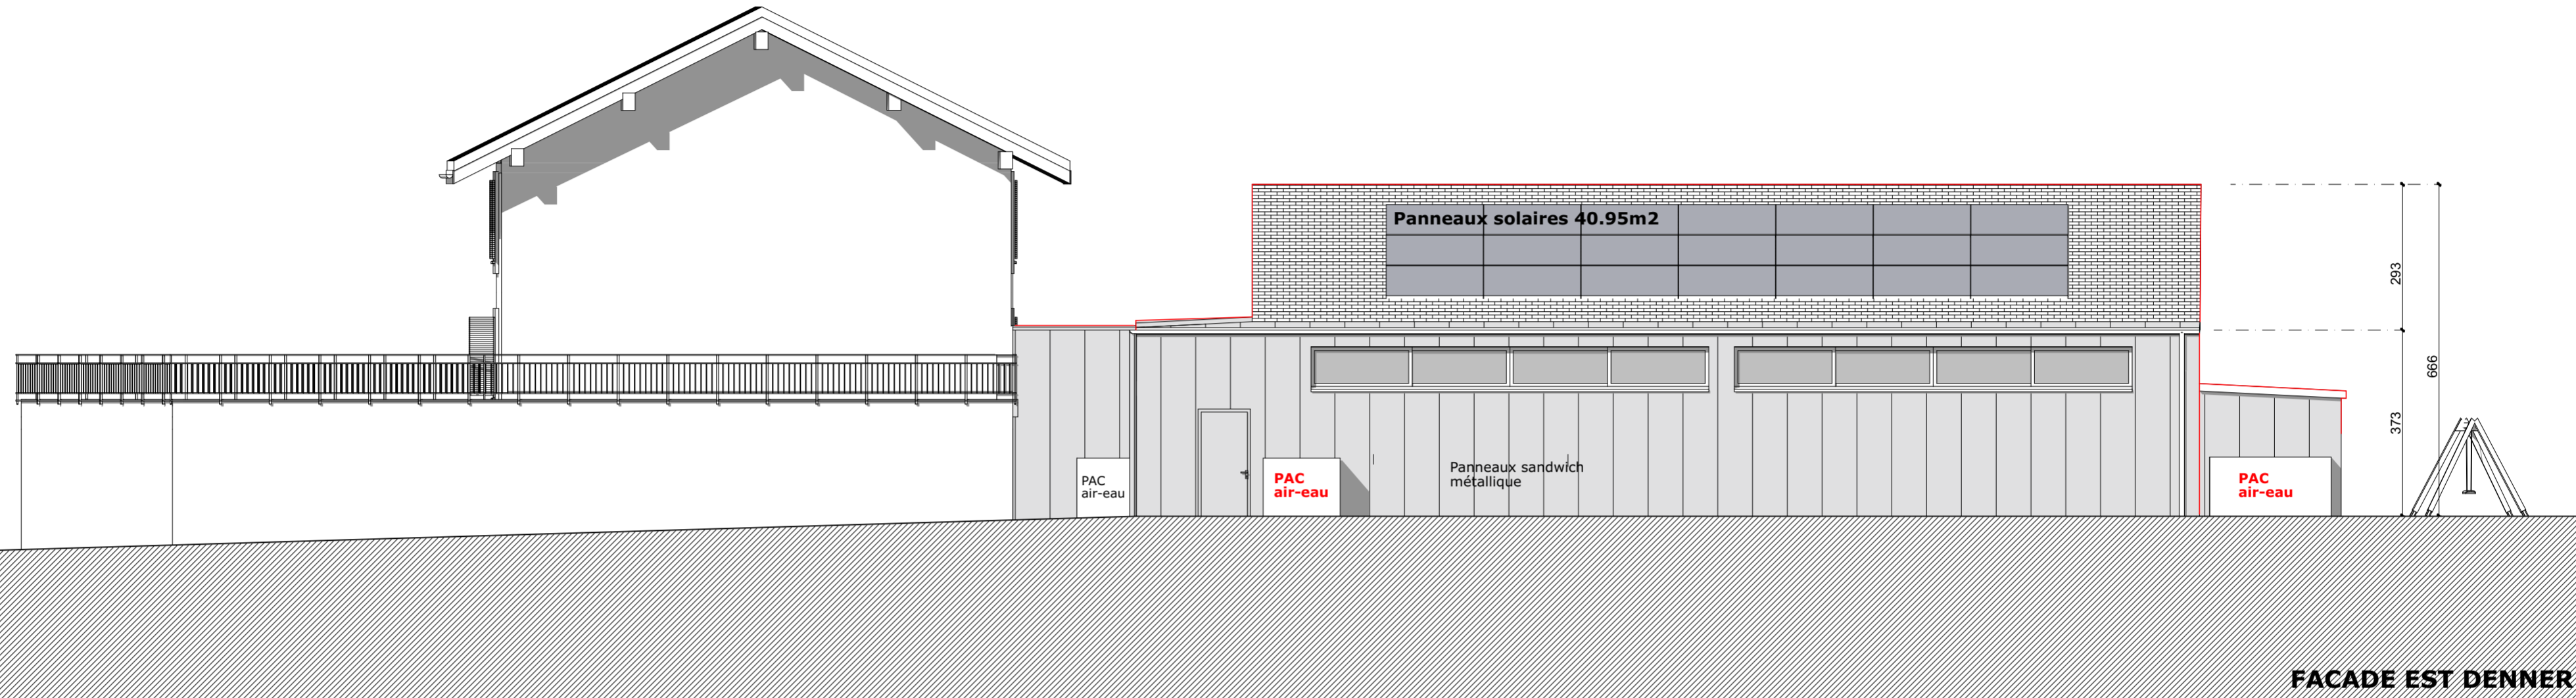 Panneaux solaires 40.95m2
293
666
373
Panneaux sandwich
métallique
PAC
air-eau
PAC
air-eau
PAC
air-eau
FACADE EST DENNER